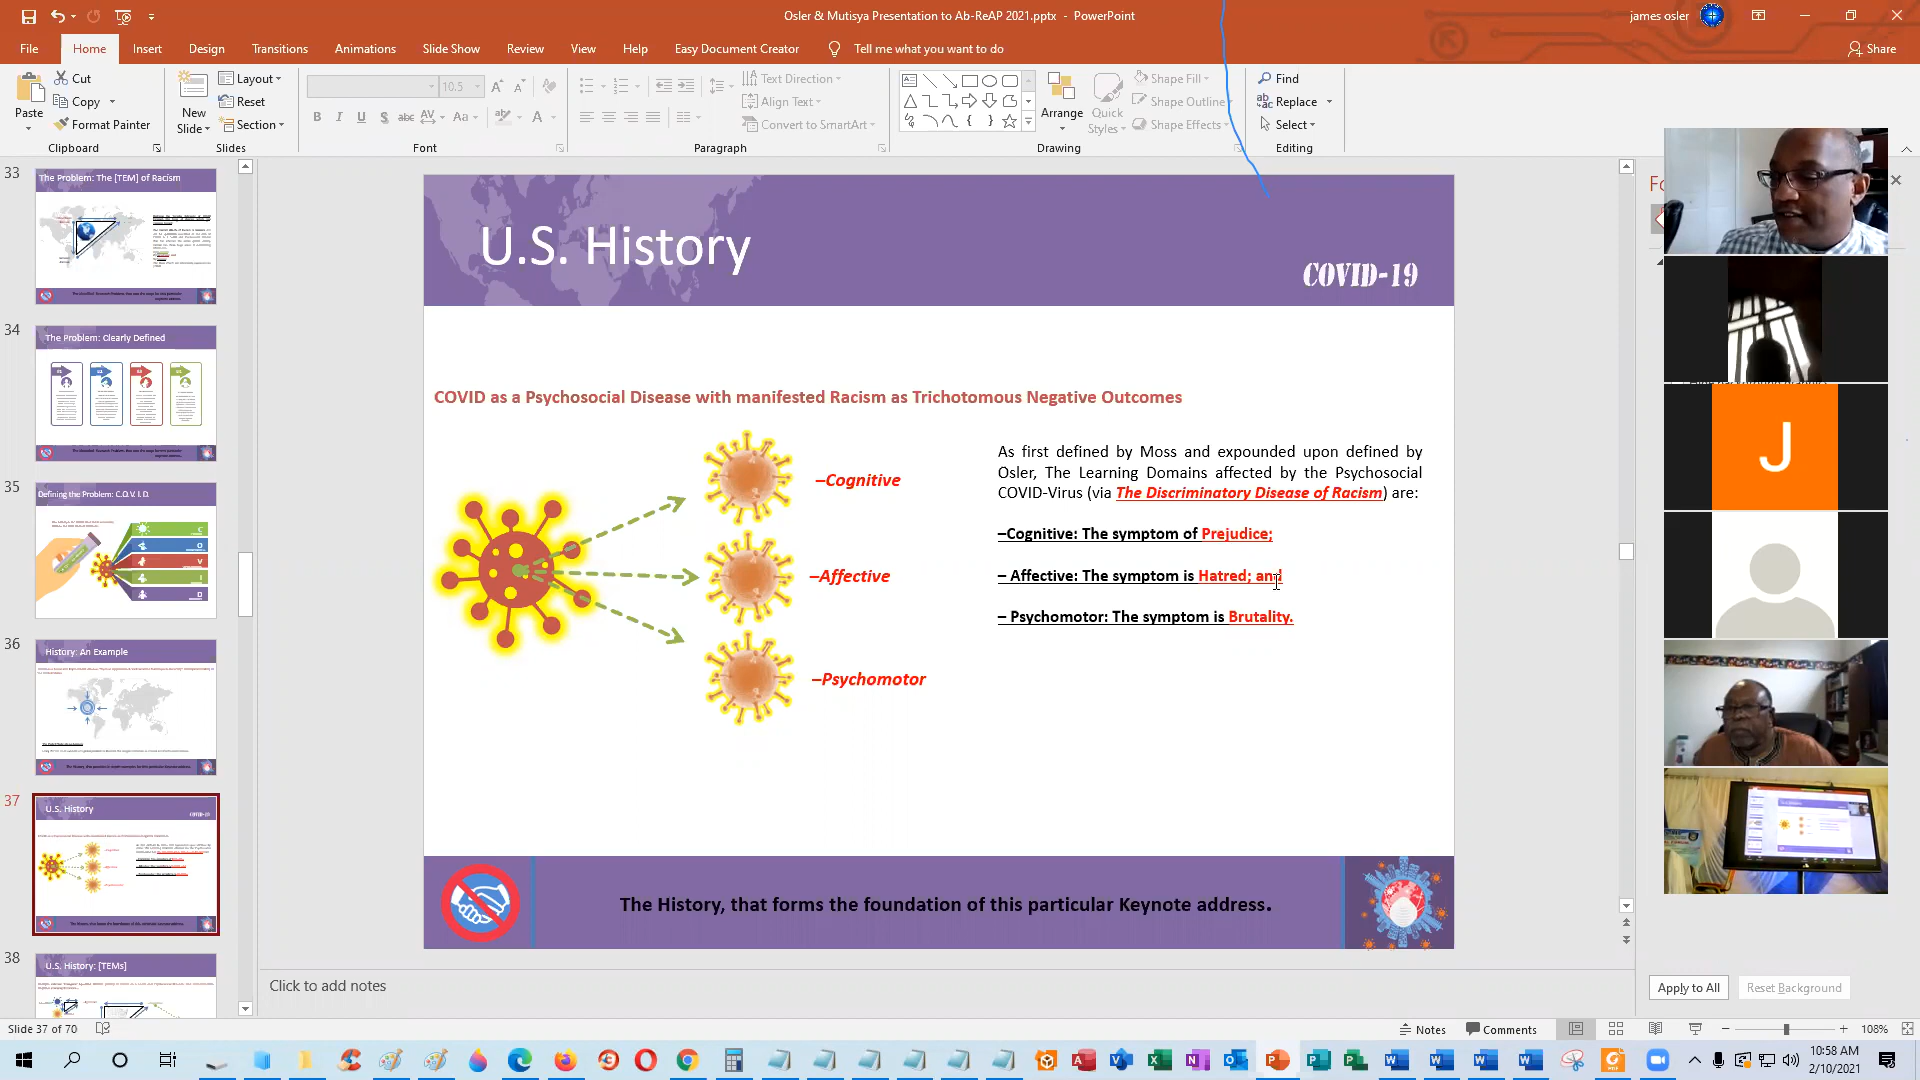 Osler & Mutisya Presentation to Ab-ReAP 2021.pptx - PowerPoint
james osler
File Home Insert Design Transitions Animations Slide Show Review View Help Easy Document Creator Tell me what you want to do
Share
Paste
Cut
Copy
Format Painter
Clipboard
New Slide
Layout
Reset
Section
Slides
10.5
Font
Text Direction
Align Text
Convert to SmartArt
Paragraph
Arrange
Quick Styles
Shape Fill
Shape Outline
Shape Effects
Drawing
Find
Replace
Select
Editing
33
The Problem: The [TEM] of Racism
34
The Problem: Clearly Defined
35
Defining the Problem: C.O.V. I.D.
36
History: An Example
37
U.S. History
COVID-19
38
U.S. History: [TEMs]
U.S. History
COVID-19
COVID as a Psychosocial Disease with manifested Racism as Trichotomous Negative Outcomes
–Cognitive
–Affective
–Psychomotor
As first defined by Moss and expounded upon defined by
Osler, The Learning Domains affected by the Psychosocial
COVID-Virus (via The Discriminatory Disease of Racism) are:
–Cognitive: The symptom of Prejudice;
– Affective: The symptom is Hatred; and
– Psychomotor: The symptom is Brutality.
The History, that forms the foundation of this particular Keynote address.
Click to add notes
J
Apply to All
Reset Background
Slide 37 of 70
Notes
Comments
108%
10:58 AM
2/10/2021